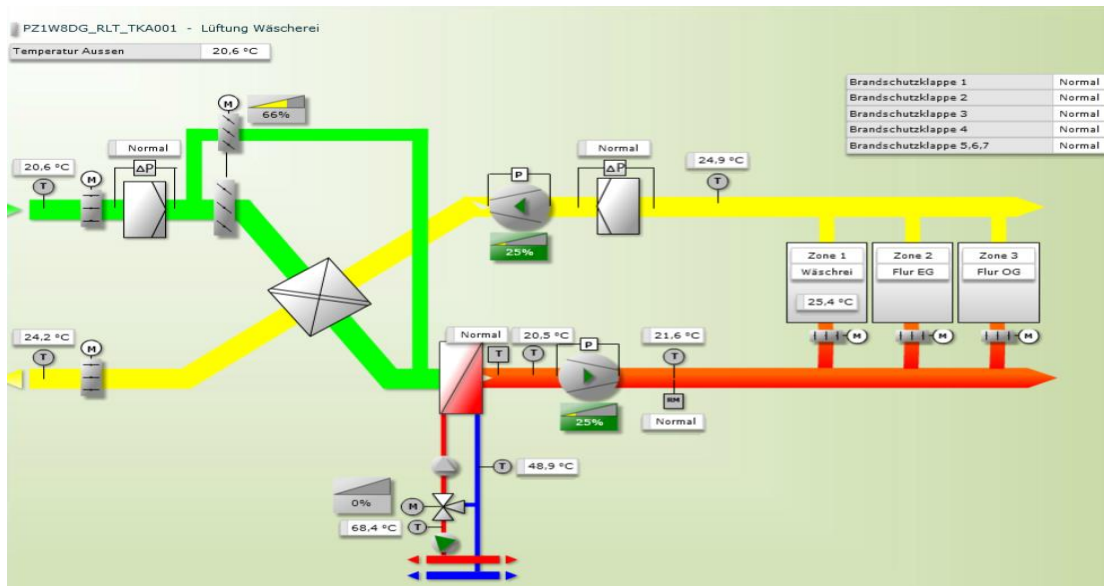 PZ1W8DG_RLT_TKA001 - Lüftung Wäscherei
Temperatur Aussen 20,6 °C
Brandschutzklappe 1 Normal
Brandschutzklappe 2 Normal
Brandschutzklappe 3 Normal
Brandschutzklappe 4 Normal
Brandschutzklappe 5,6,7 Normal
M
66%
Normal
Normal
20,6 °C
M
ΔP
P
ΔP
24,9 °C
T
T
25%
Zone 1
Wäschrei
25,4 °C
Zone 2
Flur EG
Zone 3
Flur OG
24,2 °C
T
M
Normal
20,5 °C
21,6 °C
M
M
M
T
T
P
T
RM
25%
Normal
T
48,9 °C
0%
M
68,4 °C
T